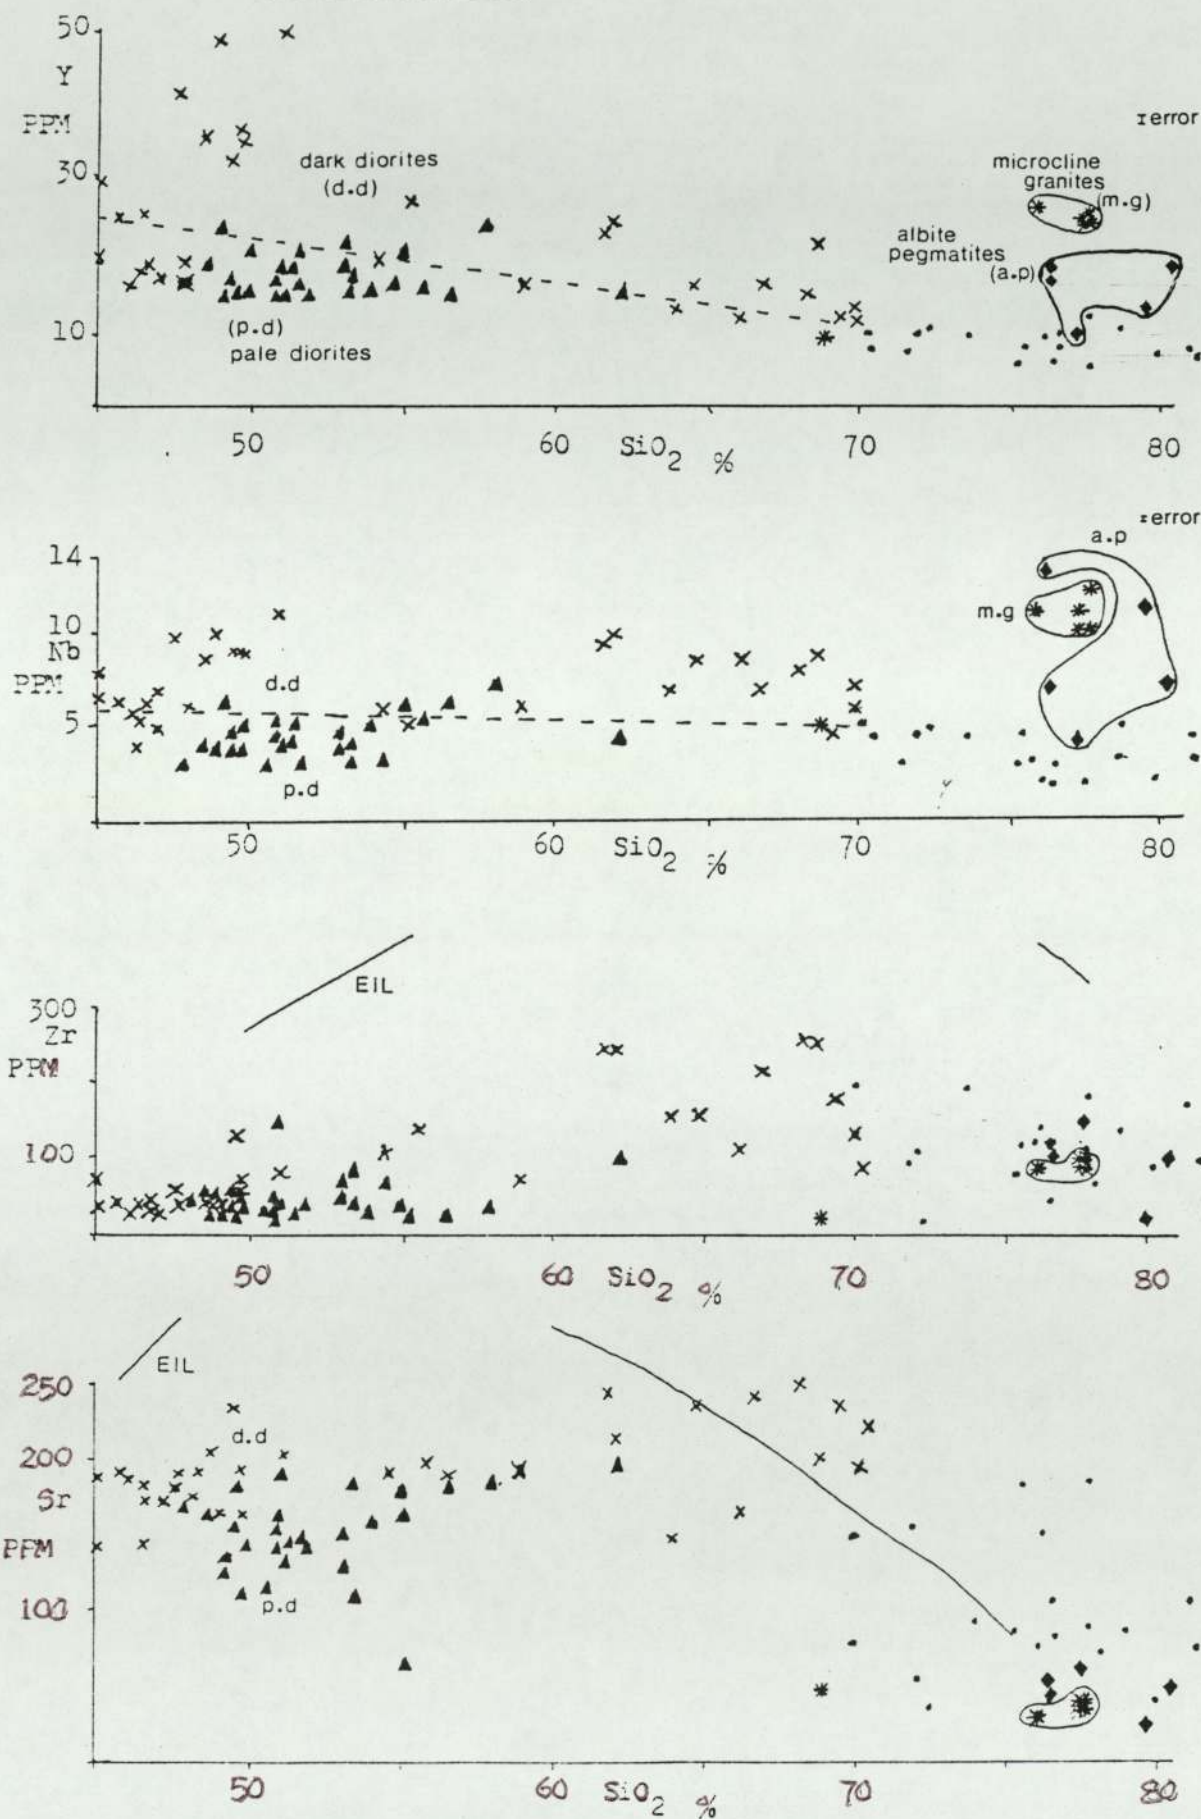 50
Y
PPM
30
10
dark diorites
(d.d)
(p.d)
pale diorites
microcline
granites
(m.g)
albite
pegmatites
(a.p)
error
50
60
SiO2 %
70
80
14
10
Nb
PPM
5
d.d
p.d
m.g
a.p
error
50
60
SiO2 %
70
80
300
Zr
PPM
100
EIL
50
60
SiO2 %
70
80
250
200
Sr
PPM
100
EIL
d.d
p.d
50
60
SiO2 %
70
80